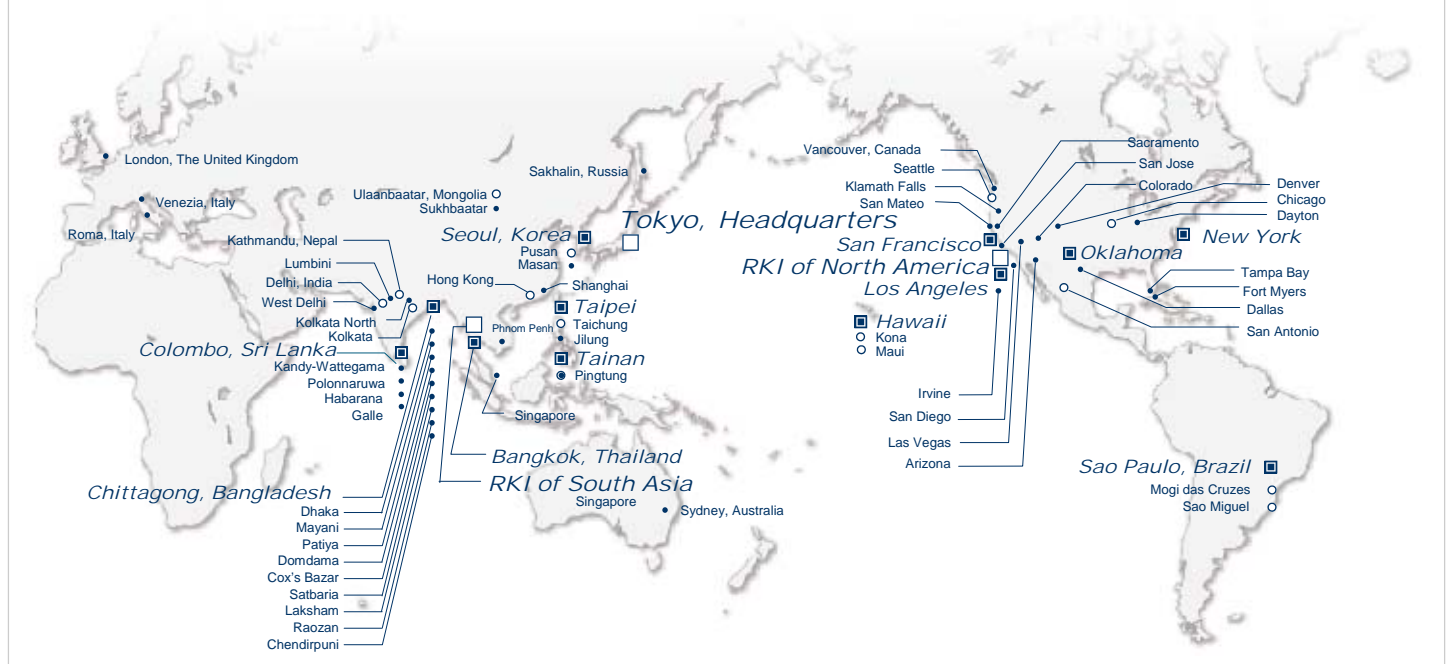 London, The United Kingdom
Venezia, Italy
Roma, Italy
Ulaanbaatar, Mongolia
Sukhbaatar
Sakhalin, Russia
Tokyo, Headquarters
Seoul, Korea
Pusan
Masan
Kathmandu, Nepal
Lumbini
Delhi, India
West Delhi
Kolkata North
Kolkata
Hong Kong
Shanghai
Taipei
Taichung
Jilung
Tainan
Pingtung
Phnom Penh
Colombo, Sri Lanka
Kandy-Wattegama
Polonnaruwa
Habarana
Galle
Singapore
Bangkok, Thailand
RKI of South Asia
Singapore
Sydney, Australia
Chittagong, Bangladesh
Dhaka
Mayani
Patiya
Domdama
Cox's Bazar
Satbaria
Laksham
Raozan
Chendirpuni
Vancouver, Canada
Seattle
Klamath Falls
San Mateo
San Francisco
RKI of North America
Los Angeles
Hawaii
Kona
Maui
Irvine
San Diego
Las Vegas
Arizona
Sacramento
San Jose
Colorado
Denver
Chicago
Dayton
New York
Oklahoma
Tampa Bay
Fort Myers
Dallas
San Antonio
Sao Paulo, Brazil
Mogi das Cruzes
Sao Miguel